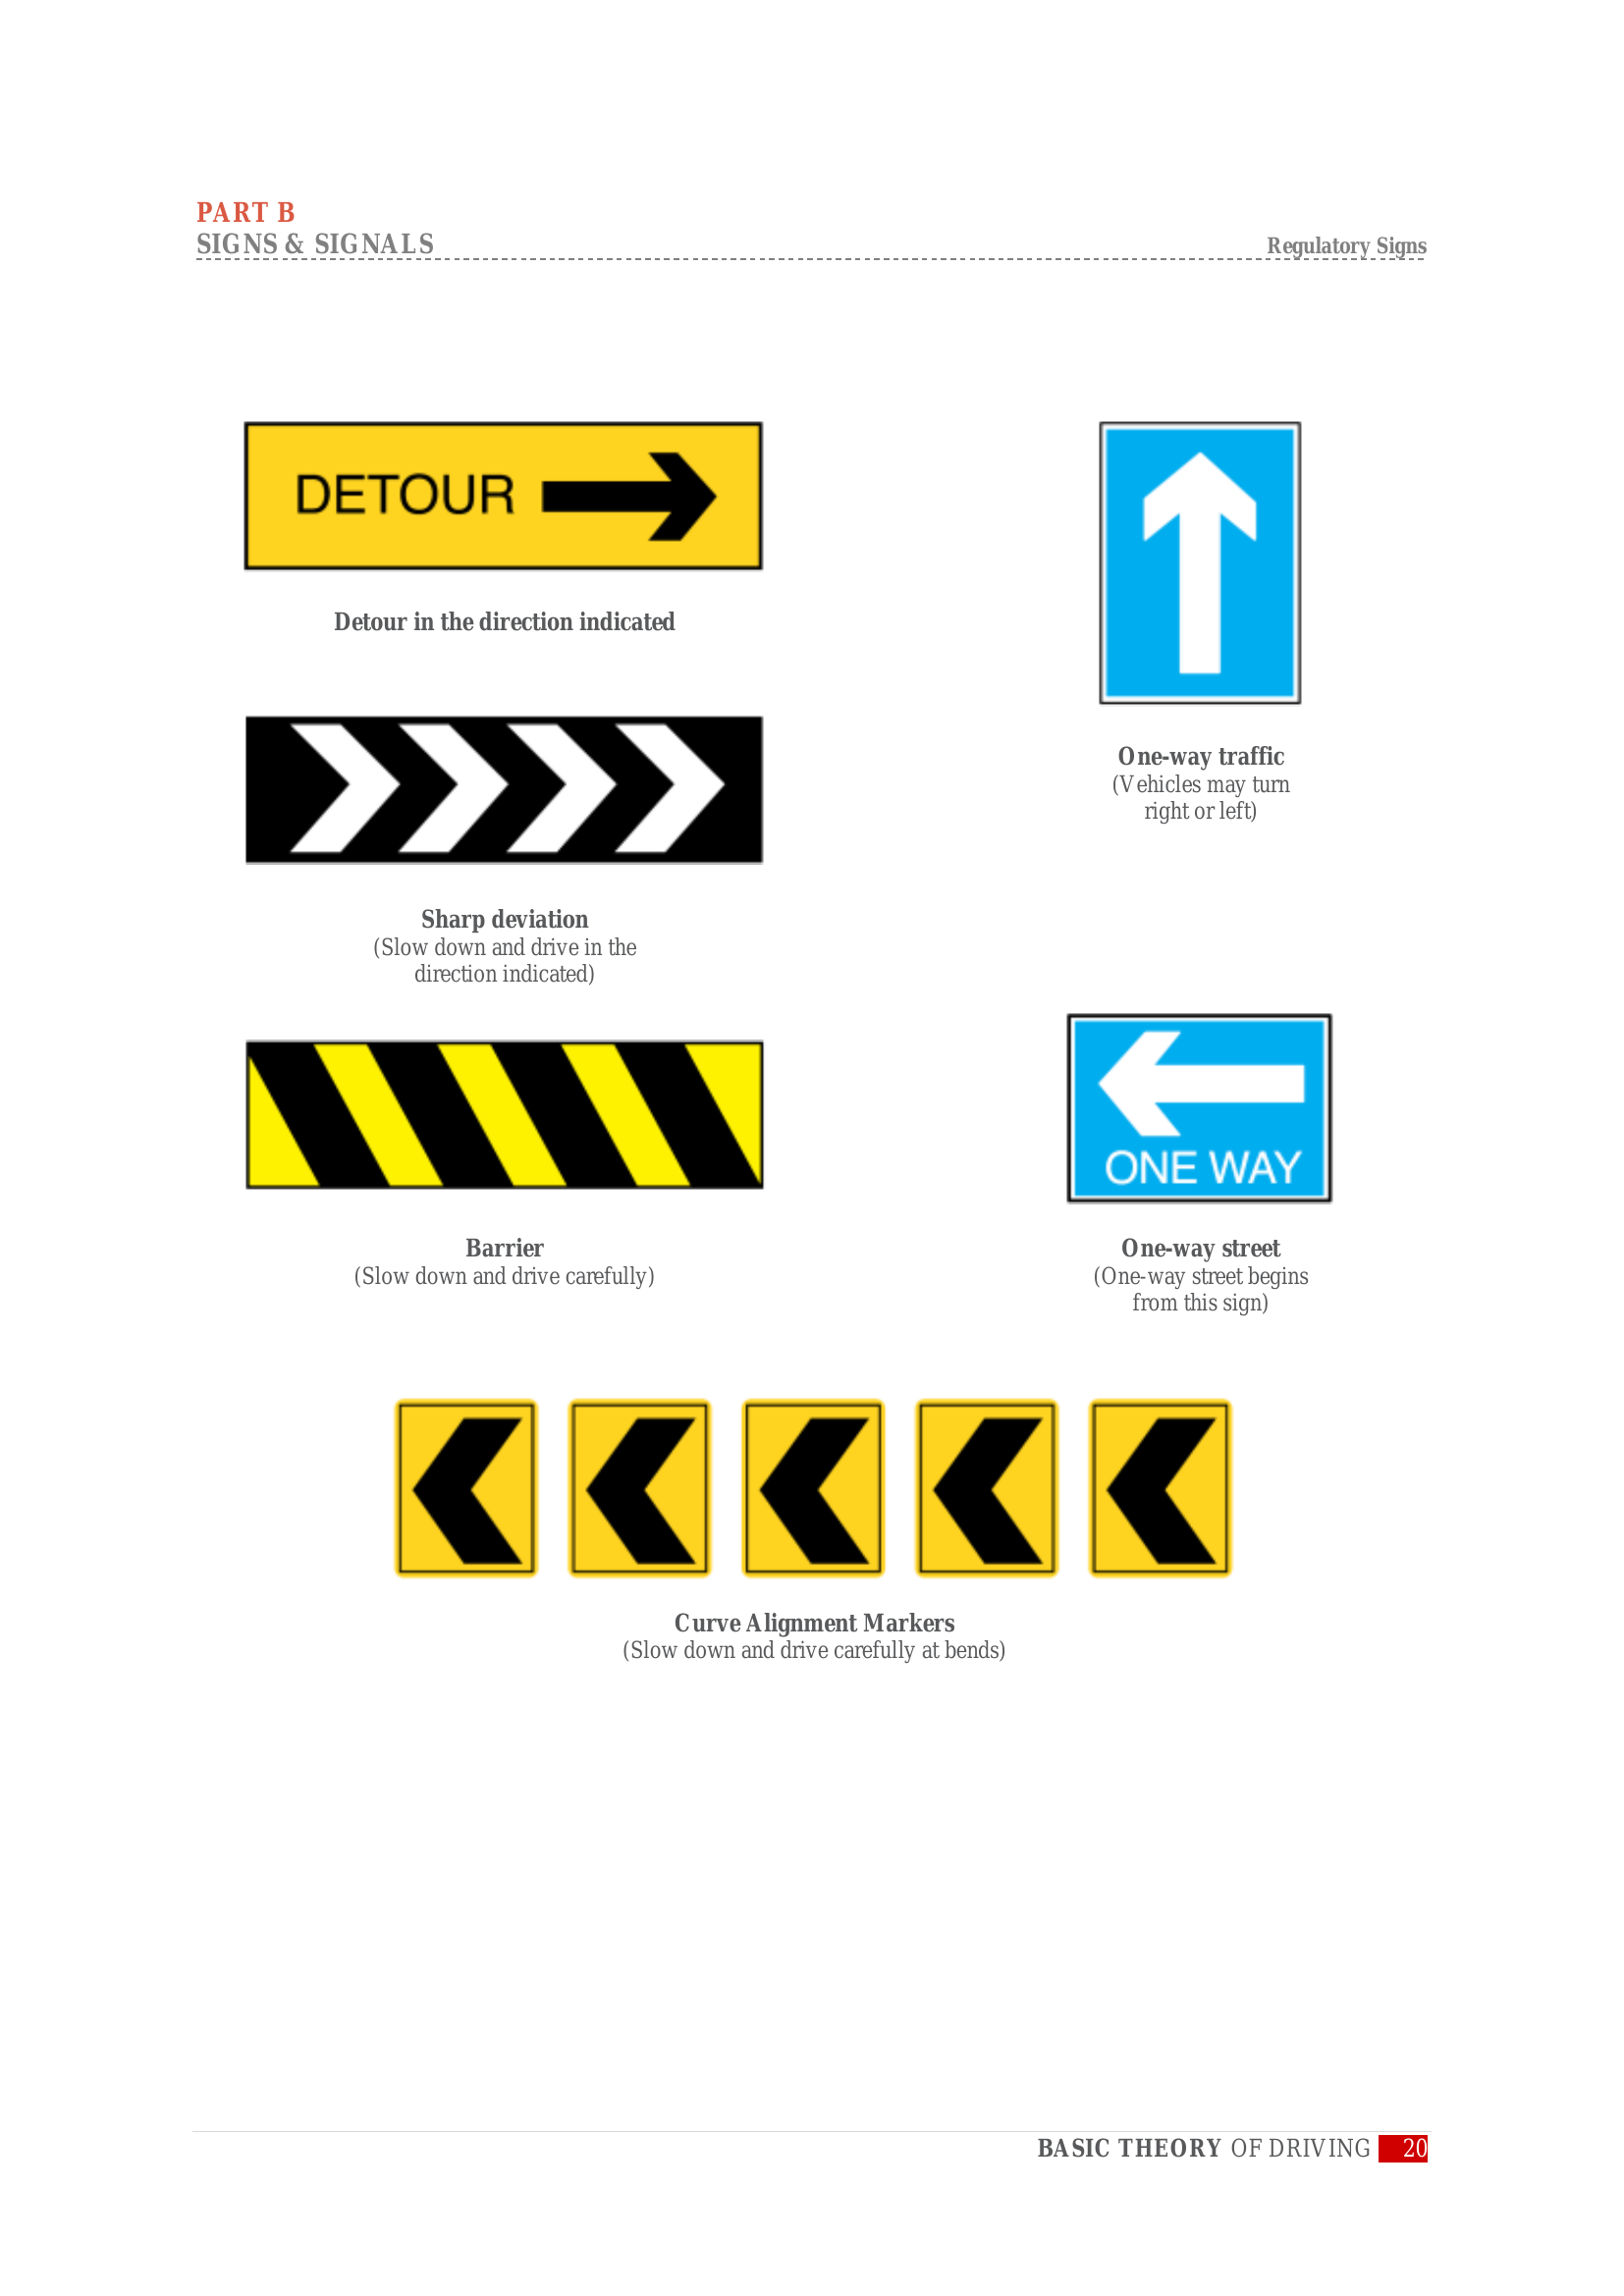 PART B
SIGNS & SIGNALS
Regulatory Signs
DETOUR
Detour in the direction indicated
One-way traffic
(Vehicles may turn
right or left)
Sharp deviation
(Slow down and drive in the
direction indicated)
ONE WAY
Barrier
(Slow down and drive carefully)
One-way street
(One-way street begins
from this sign)
Curve Alignment Markers
(Slow down and drive carefully at bends)
BASIC THEORY OF DRIVING 20